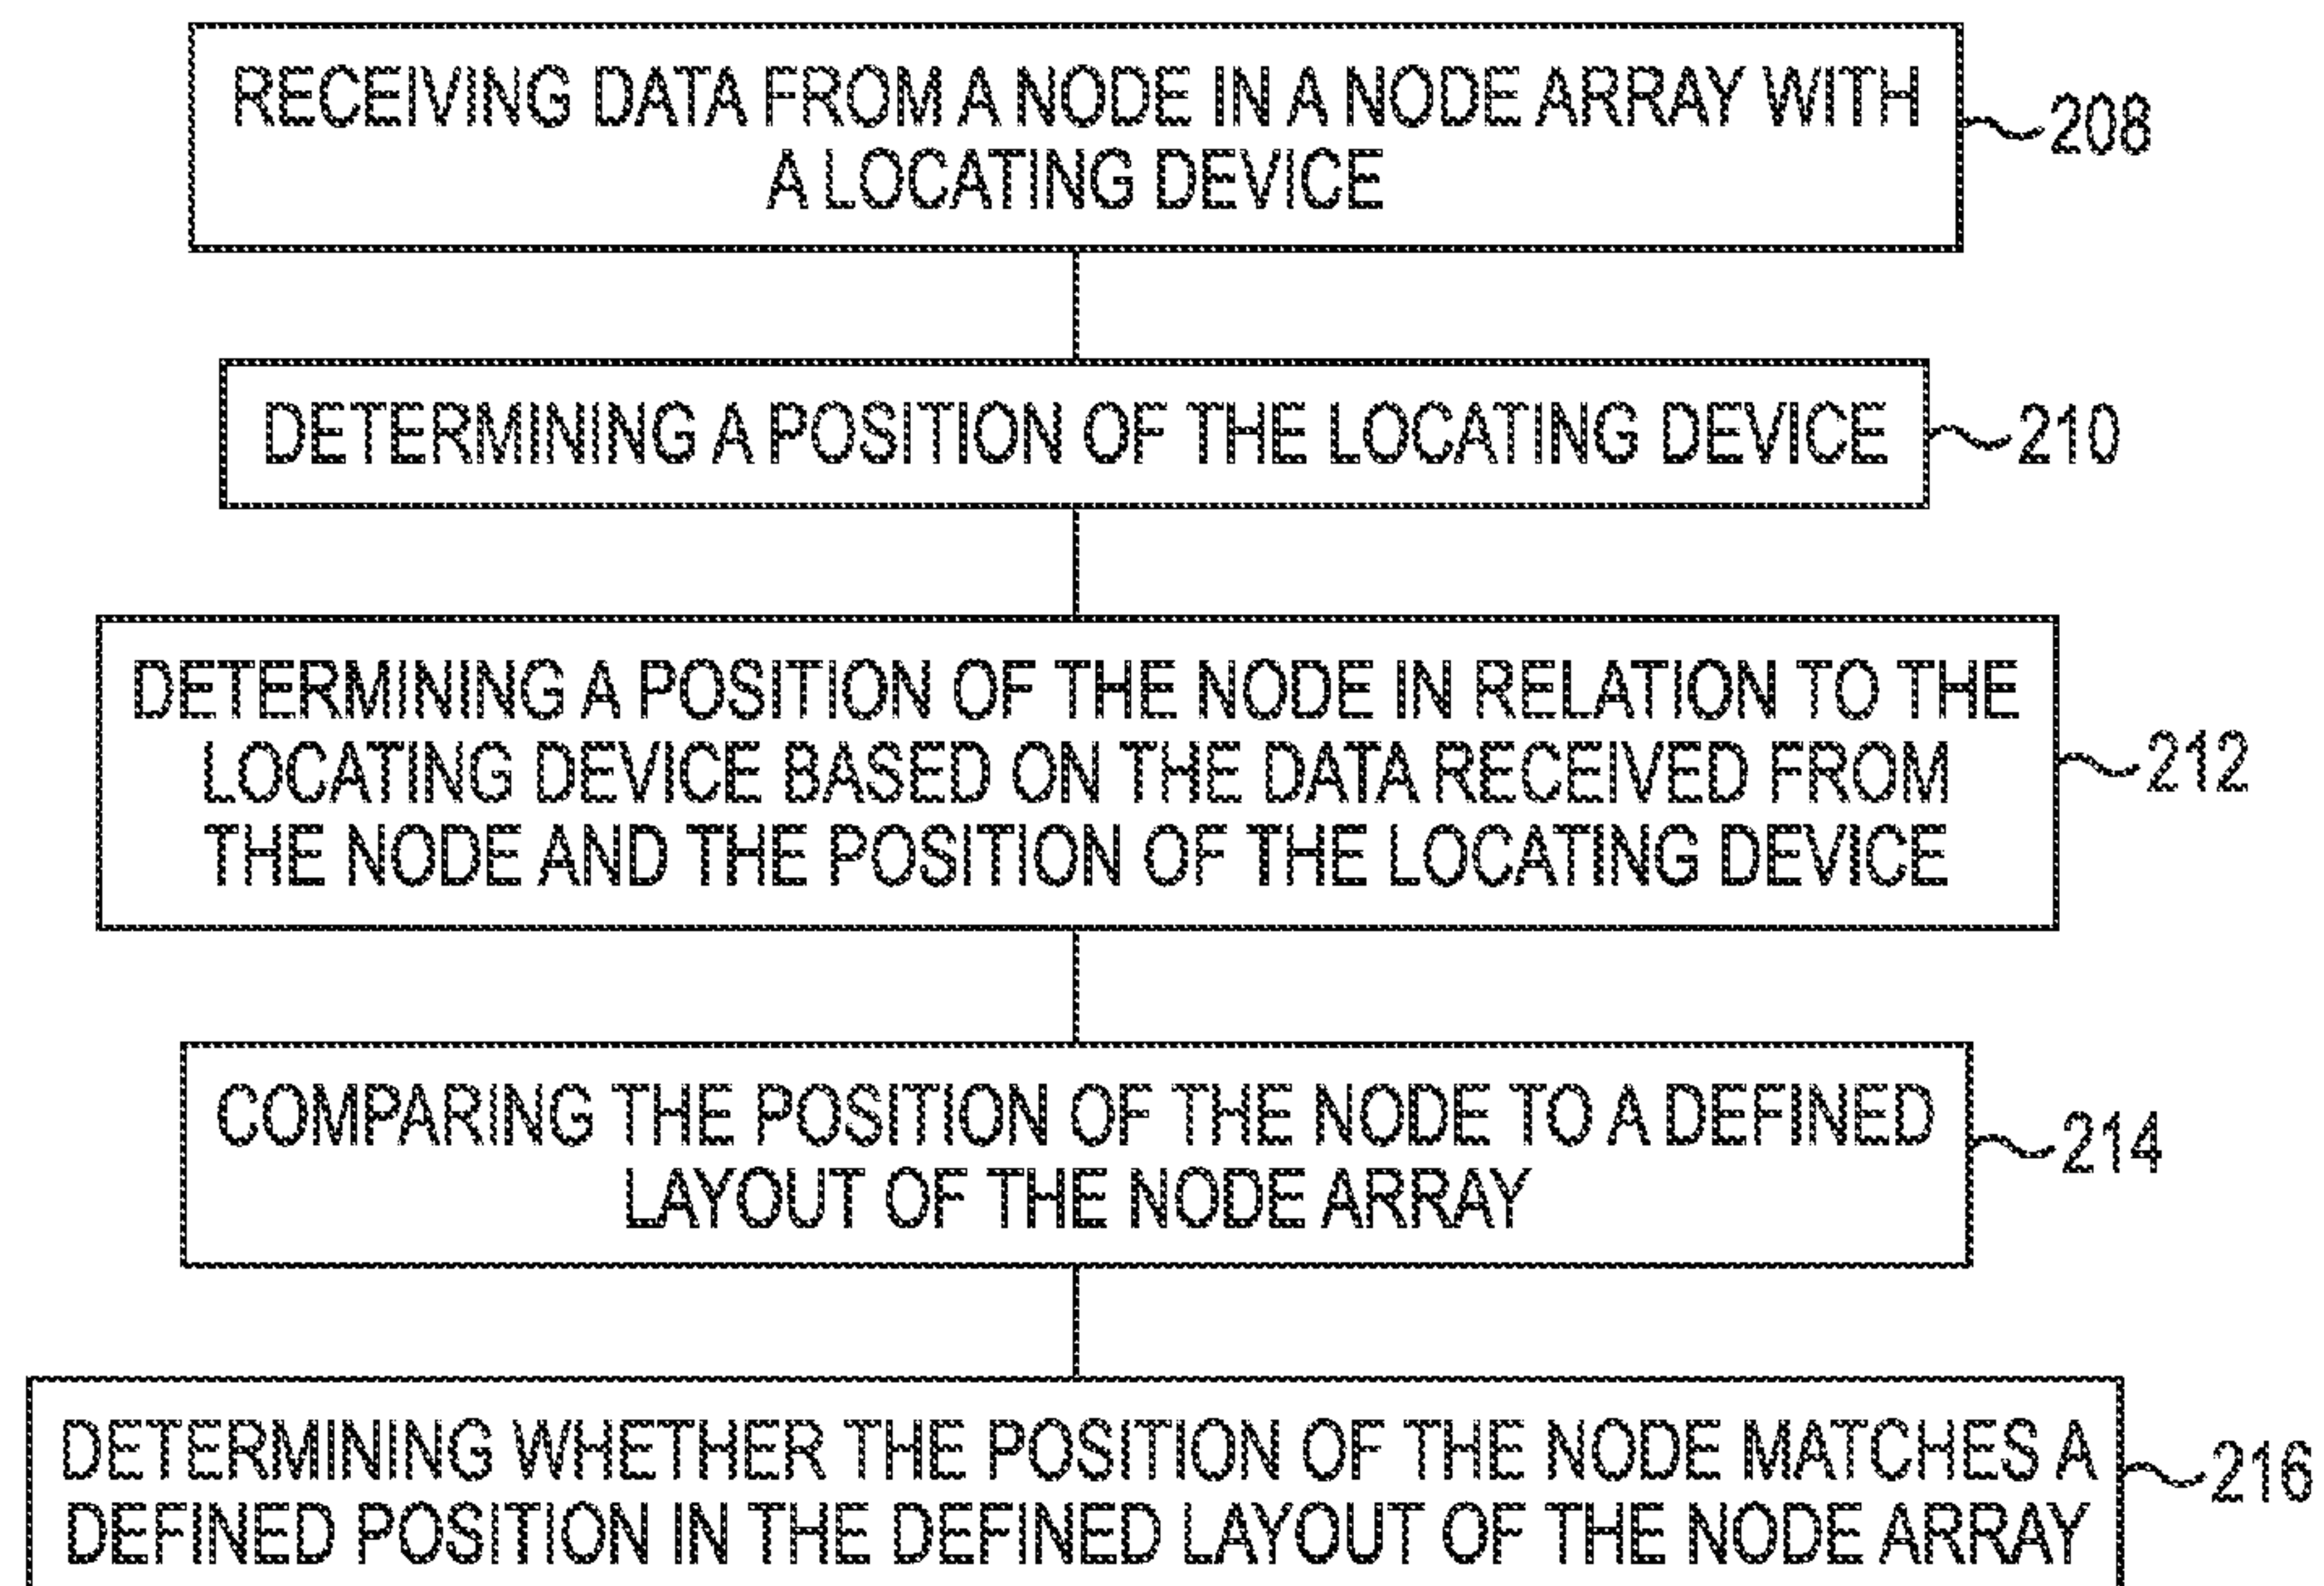 RECEIVING DATA FROM A NODE IN A NODE ARRAY WITH
A LOCATING DEVICE
208
DETERMINING A POSITION OF THE LOCATING DEVICE
210
DETERMINING A POSITION OF THE NODE IN RELATION TO THE
LOCATING DEVICE BASED ON THE DATA RECEIVED FROM
THE NODE AND THE POSITION OF THE LOCATING DEVICE
212
COMPARING THE POSITION OF THE NODE TO A DEFINED
LAYOUT OF THE NODE ARRAY
214
DETERMINING WHETHER THE POSITION OF THE NODE MATCHES A
DEFINED POSITION IN THE DEFINED LAYOUT OF THE NODE ARRAY
216